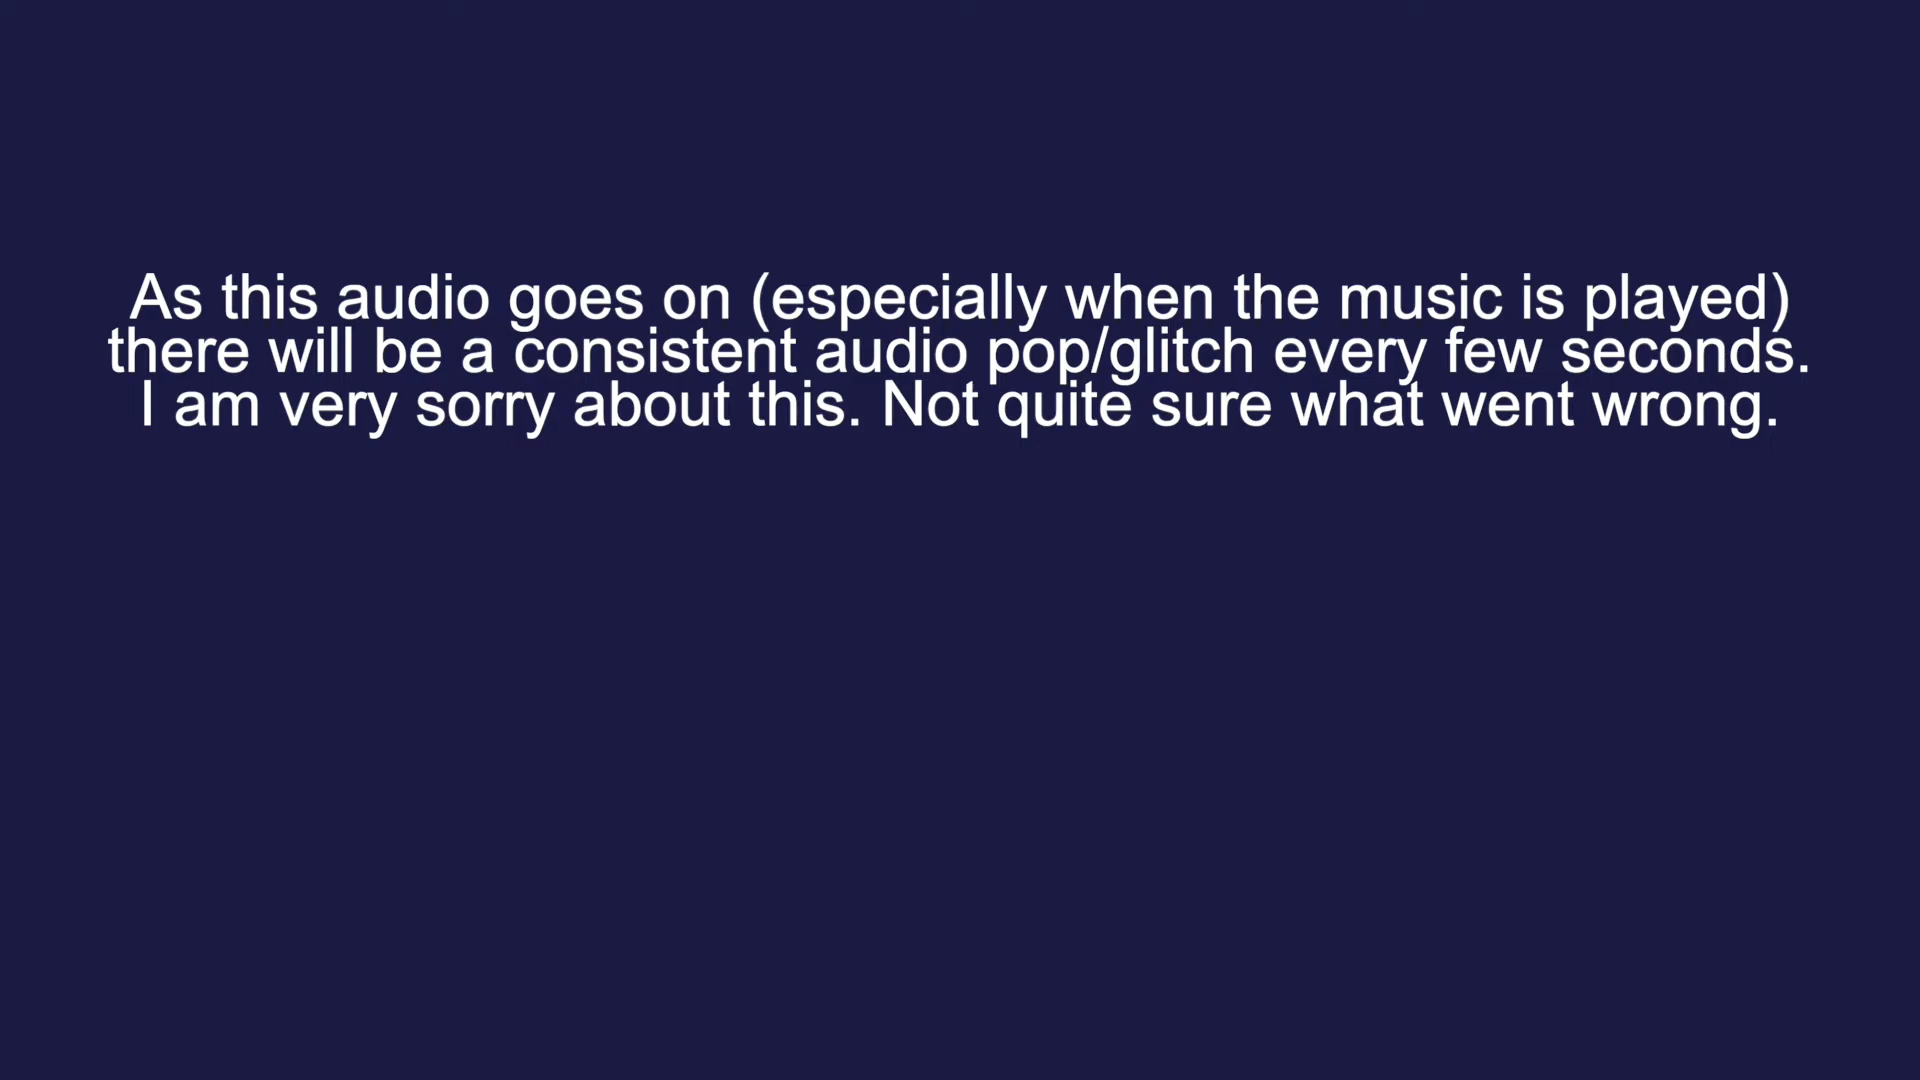 As this audio goes on (especially when the music is played)
there will be a consistent audio pop/glitch every few seconds.
I am very sorry about this. Not quite sure what went wrong.